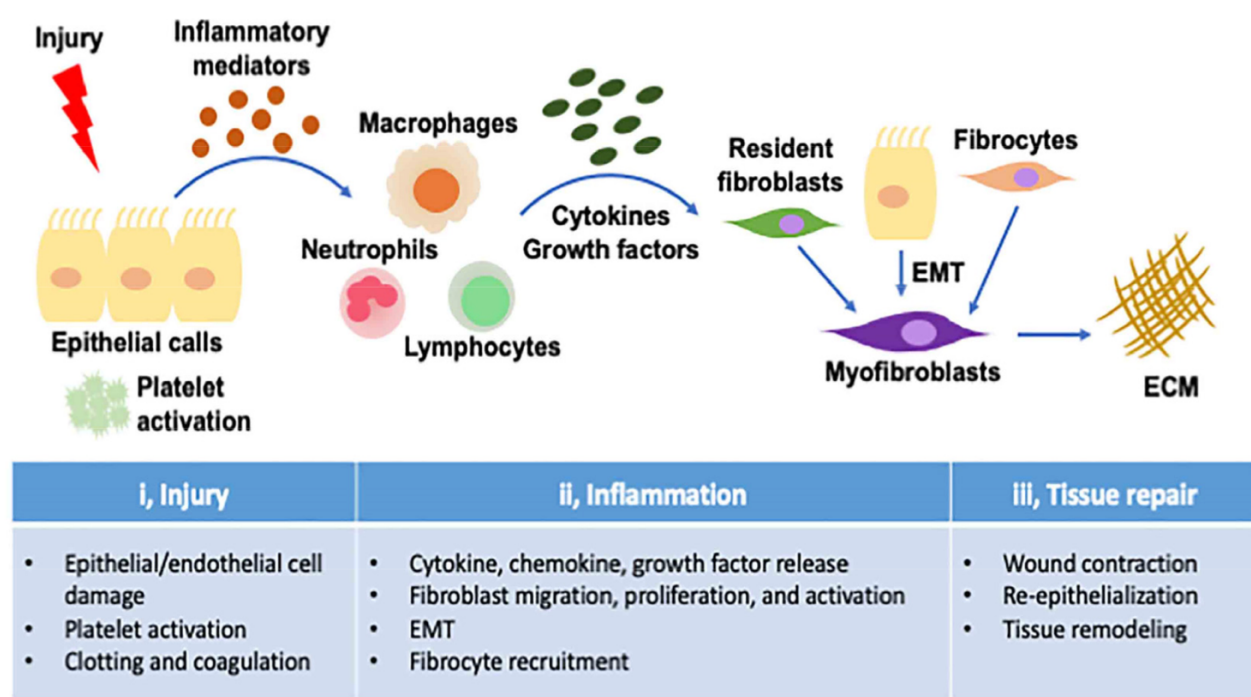 Injury
Inflammatory
mediators
Macrophages
Neutrophils
Lymphocytes
Epithelial calls
Platelet
activation
Cytokines
Growth factors
Resident
fibroblasts
Fibrocytes
EMT
Myofibroblasts
ECM
i, Injury
• Epithelial/endothelial cell
damage
• Platelet activation
• Clotting and coagulation
ii, Inflammation
• Cytokine, chemokine, growth factor release
• Fibroblast migration, proliferation, and activation
• EMT
• Fibrocyte recruitment
iii, Tissue repair
• Wound contraction
• Re-epithelialization
• Tissue remodeling